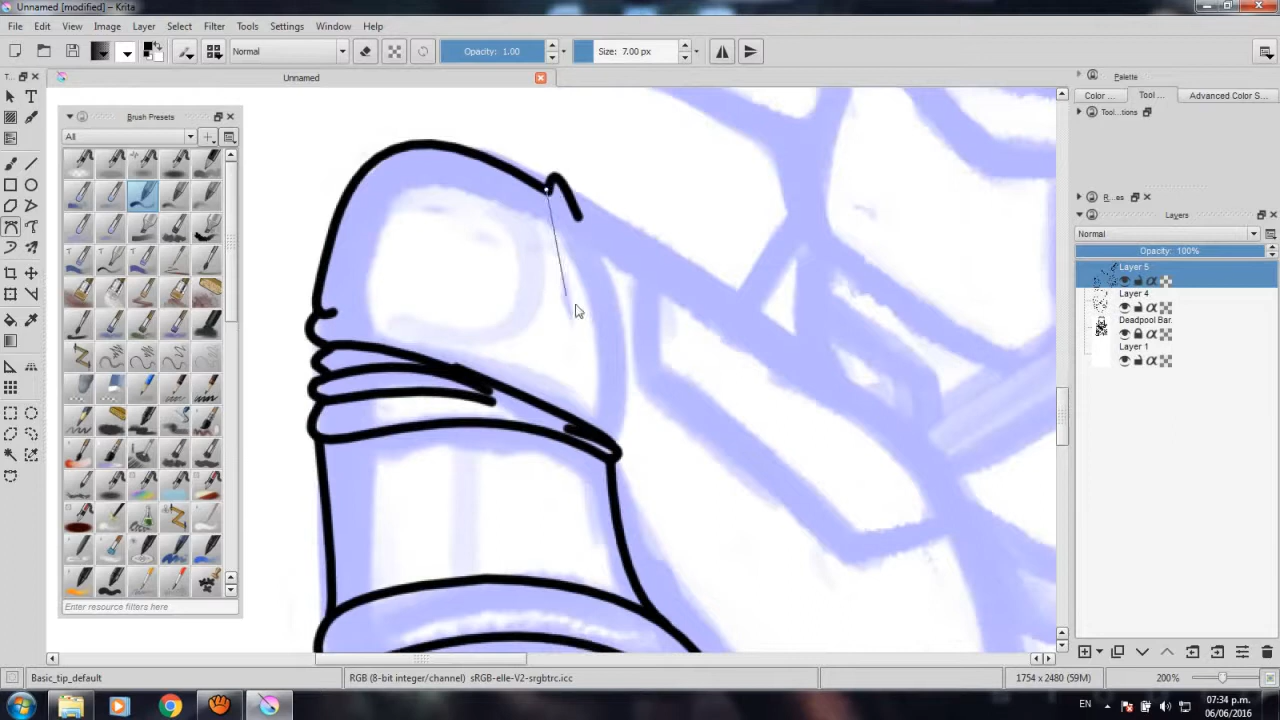 Unnamed [modified] – Krita
File Edit View Image Layer Select Filter Tools Settings Window Help
Normal Opacity: 1.00 Size: 7.00 px
T... Unnamed Palette
Color ... Tool ... Advanced Color S...
Brush Presets Tool...tions
All
R...es
Layers
Normal
Opacity: 100%
Layer 5
Layer 4
Deadpool Bar
Layer 1
Enter resource filters here
Basic_tip_default RGB (8-bit integer/channel) sRGB-elle-V2-srgbtrc.icc 1754 x 2480 (59M) 200%
EN 07:34 p.m.
06/06/2016